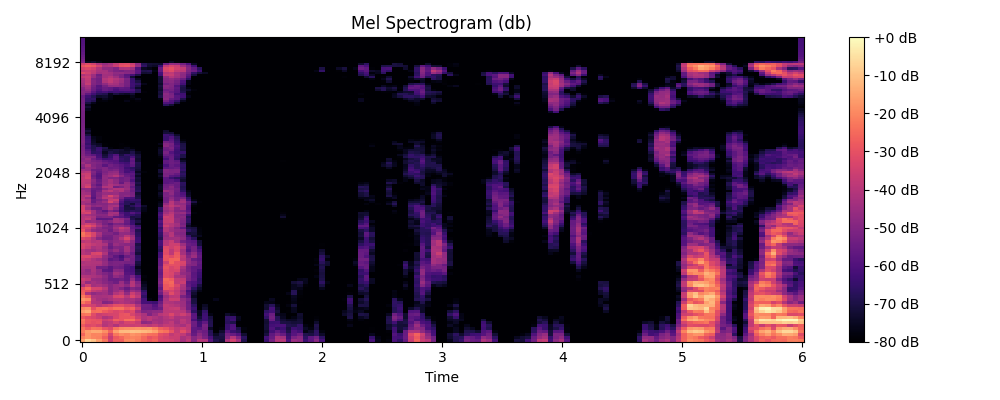 Mel Spectrogram (db)
Hz
8192
4096
2048
1024
512
0
0 1 2 3 4 5 6
Time
+0 dB
-10 dB
-20 dB
-30 dB
-40 dB
-50 dB
-60 dB
-70 dB
-80 dB